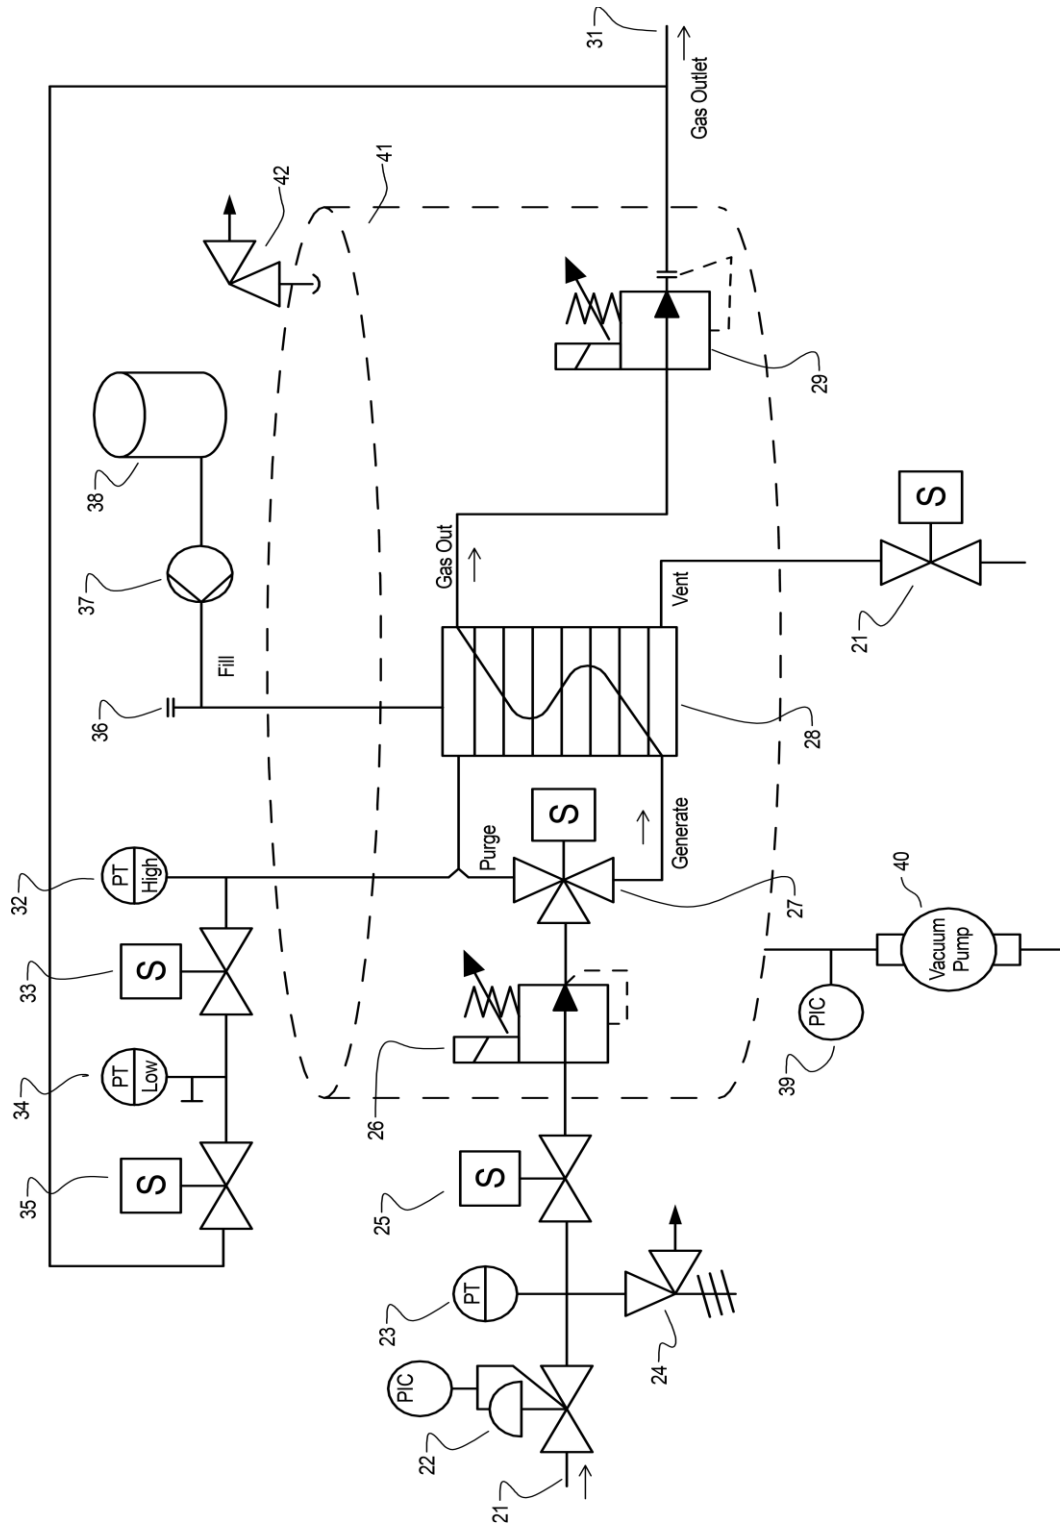 35
34
33
32
S
PT
Low
S
PT
High
36
37
38
Fill
42
41
PIC
22
23
PT
25
S
26
Purge
S
Gas Out
31
21
Generate
Vent
Gas Outlet
24
27
28
29
39
PIC
40
Vacuum
Pump
21
S